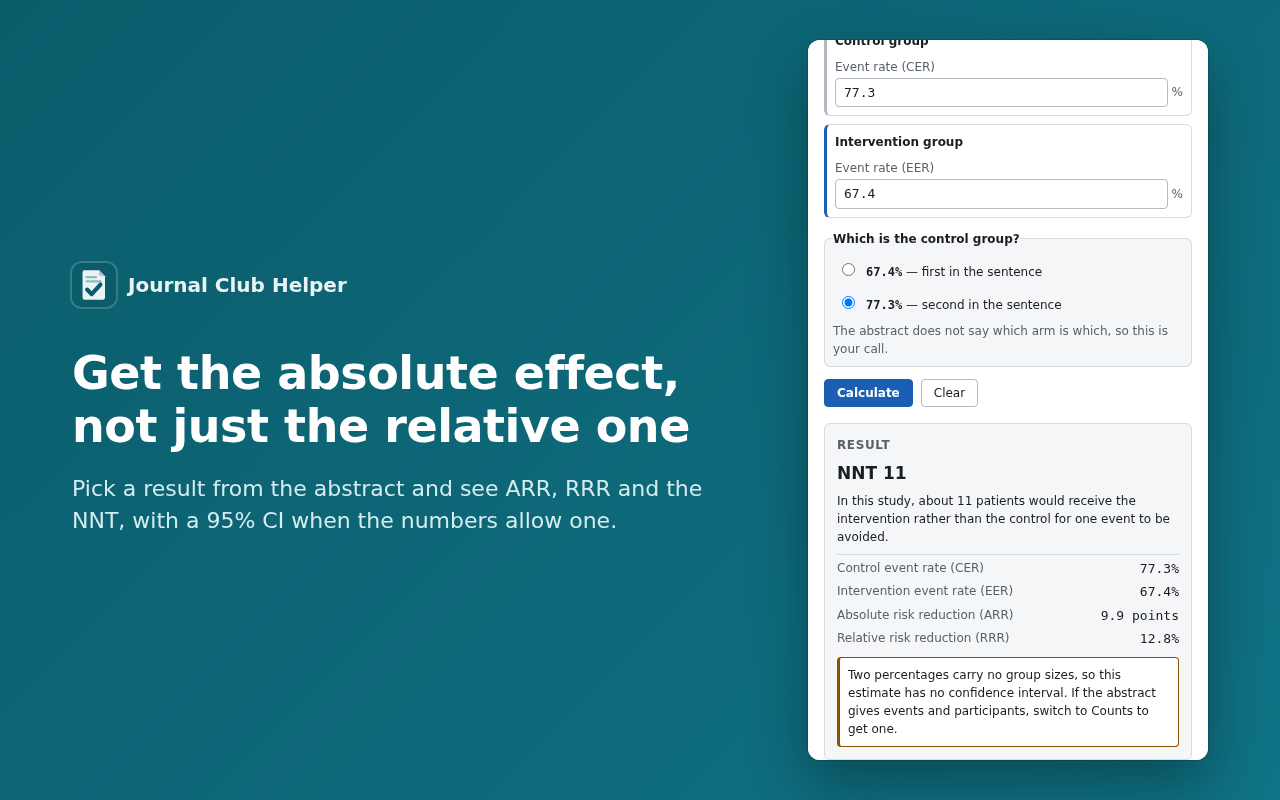 Journal Club Helper
Get the absolute effect,
not just the relative one
Pick a result from the abstract and see ARR, RRR and the
NNT, with a 95% CI when the numbers allow one.
Control group
Event rate (CER)
77.3 %
Intervention group
Event rate (EER)
67.4 %
Which is the control group?
67.4% — first in the sentence
77.3% — second in the sentence
The abstract does not say which arm is which, so this is
your call.
Calculate Clear
RESULT
NNT 11
In this study, about 11 patients would receive the
intervention rather than the control for one event to be
avoided.
Control event rate (CER) 77.3%
Intervention event rate (EER) 67.4%
Absolute risk reduction (ARR) 9.9 points
Relative risk reduction (RRR) 12.8%
Two percentages carry no group sizes, so this
estimate has no confidence interval. If the abstract
gives events and participants, switch to Counts to
get one.